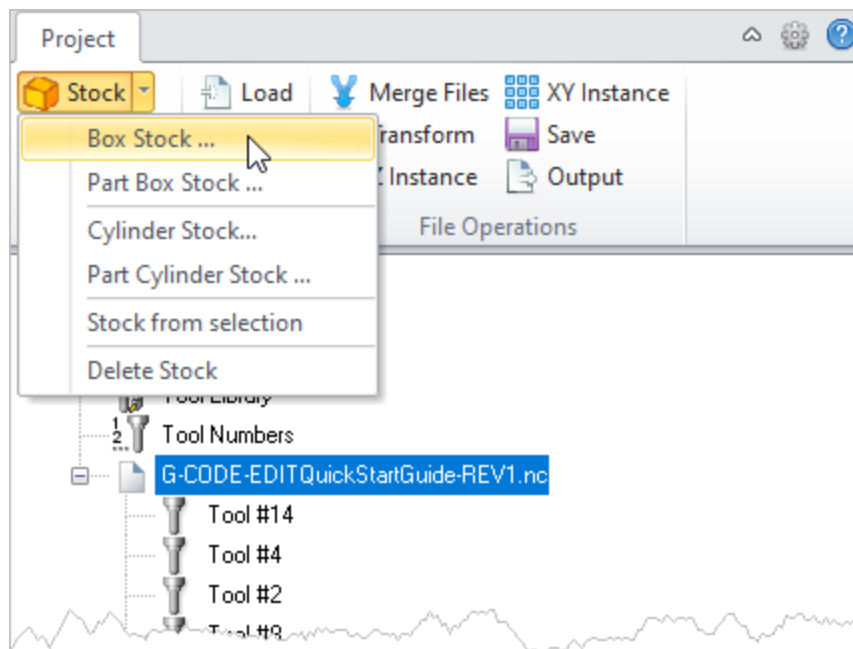 Project
Stock
Load
Merge Files
XY Instance
Box Stock ...
Transform
Save
Part Box Stock ...
Z Instance
Output
Cylinder Stock...
File Operations
Part Cylinder Stock ...
Stock from selection
Delete Stock
Tool Library
Tool Numbers
G-CODE-EDITQuickStartGuide-REV1.nc
Tool #14
Tool #4
Tool #2